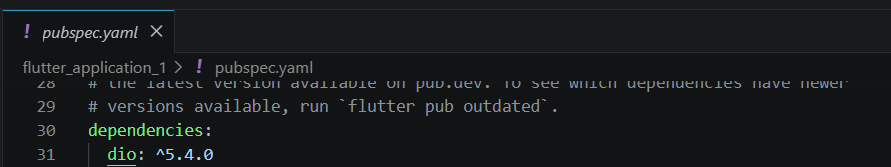 ! pubspec.yaml ×
flutter_application_1 > ! pubspec.yaml
28 # the latest version available on pub.dev. To see which dependencies have newer
29 # versions available, run `flutter pub outdated`.
30 dependencies:
31 dio: ^5.4.0